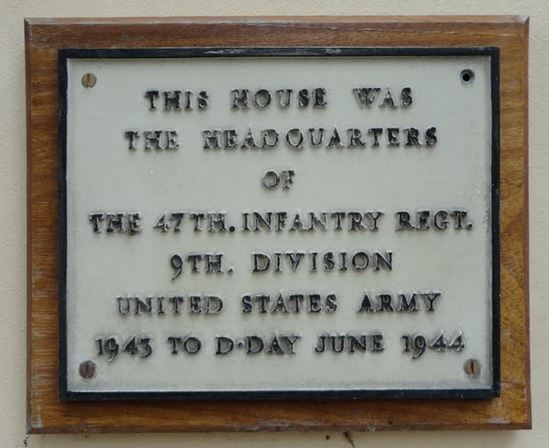 THIS HOUSE WAS
THE HEADQUARTERS
OF
THE 47TH. INFANTRY REGT.
9TH. DIVISION
UNITED STATES ARMY
1943 TO D-DAY JUNE 1944